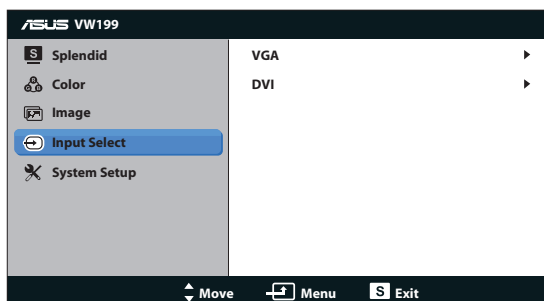 ASUS VW199
S Splendid
Color
Image
Input Select
System Setup
VGA
DVI
Move Menu S Exit